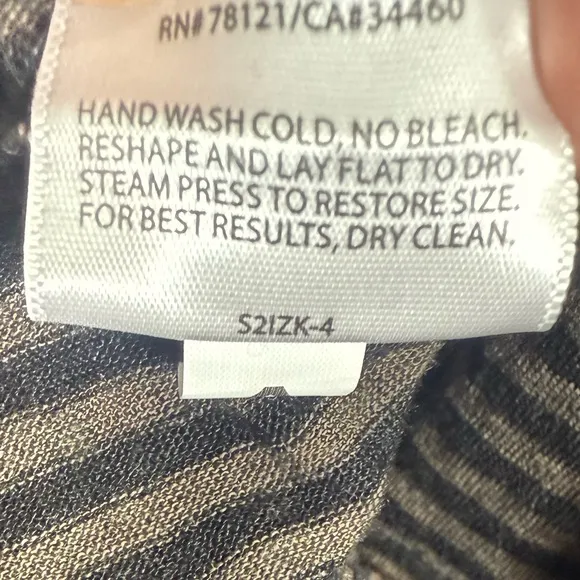 RN#78121/CA#34460
HAND WASH COLD, NO BLEACH.
RESHAPE AND LAY FLAT TO DRY.
STEAM PRESS TO RESTORE SIZE.
FOR BEST RESULTS, DRY CLEAN.
S2IZK-4